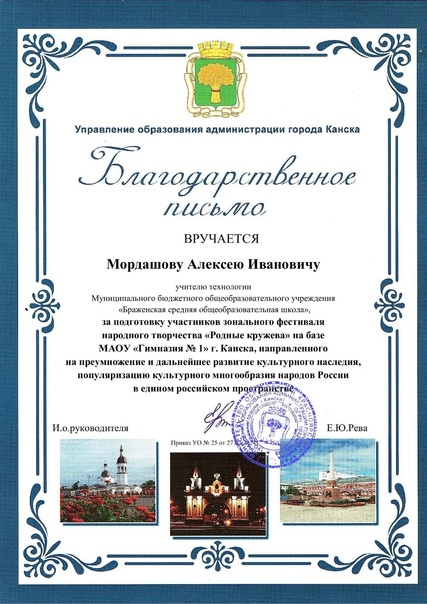 Управление образования администрации города Канска
Благодарственное
письмо
ВРУЧАЕТСЯ
Мордашову Алексею Ивановичу
учителю технологии
Муниципального бюджетного общеобразовательного учреждения
«Браженская средняя общеобразовательная школа»,
за подготовку участников зонального фестиваля
народного творчества «Родные кружева» на базе
МАОУ «Гимназия № 1» г. Канска, направленного
на преумножение и дальнейшее развитие культурного наследия,
популяризацию культурного многообразия народов России
в едином российском пространстве
И.о.руководителя
Е.Ю.Рева
Приказ УО № 25 от